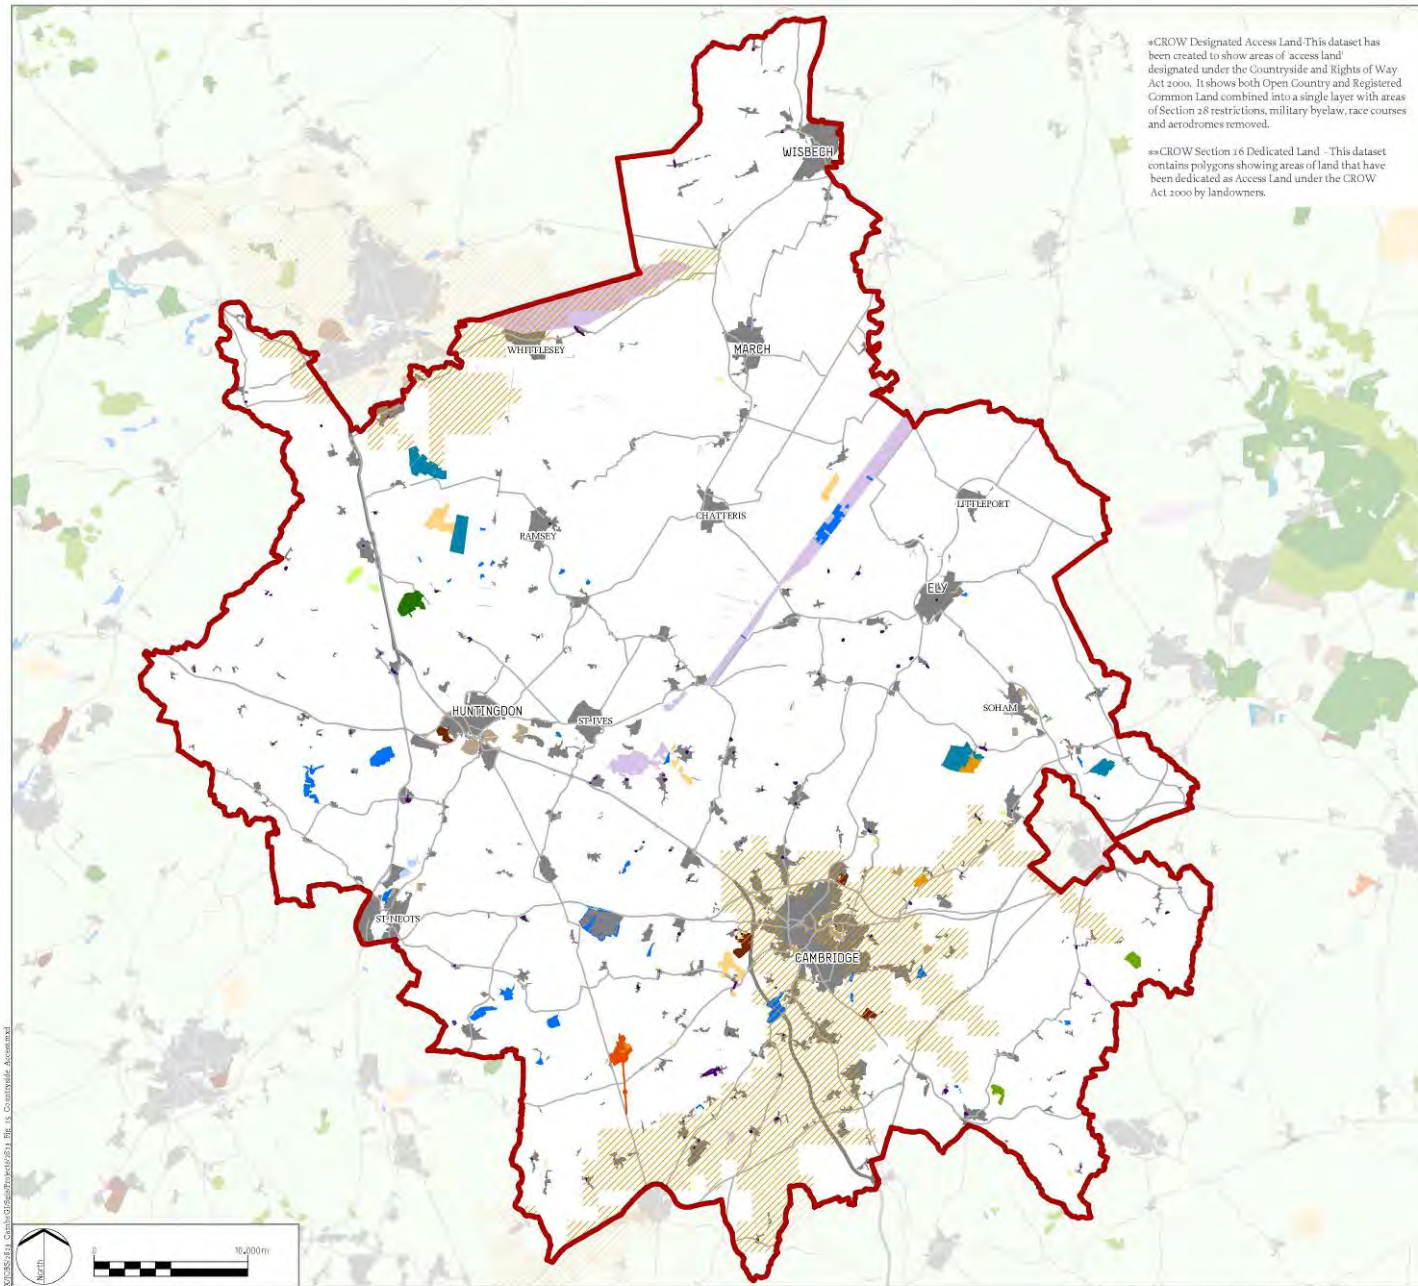 *CROW Designated Access Land-This dataset has
been created to show areas of 'access land'
designated under the Countryside and Rights of Way
Act 2000. It shows both Open Country and Registered
Common Land combined into a single layer with areas
of Section 28 restrictions, military byelaw, race courses
and aerodromes removed.
**CROW Section 16 Dedicated Land - This dataset
contains polygons showing areas of land that have
been dedicated as Access Land under the CROW
Act 2000 by landowners.
WISBECH
WHITTLESEY
MARCH
LITTLEPORT
CHATTERIS
RAMSEY
ELY
SOHAM
HUNTINGDON
ST-IVES
ST-NEOTS
CAMBRIDGE
North
0 10,000m